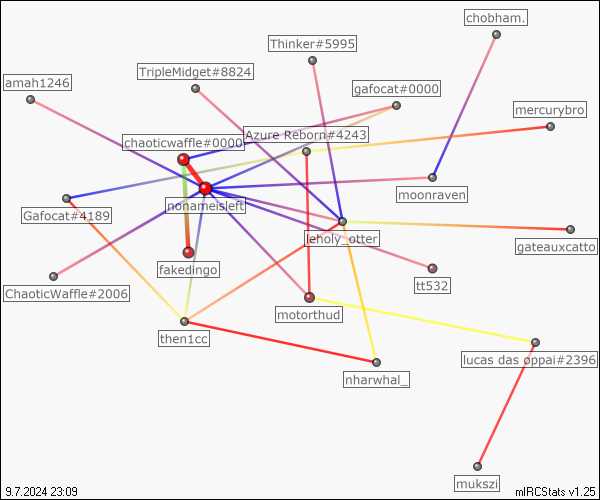 chobham.
Thinker#5995
TripleMidget#8824
amah1246
gafocat#0000
mercurybro
Azure Reborn#4243
chaoticwaffle#0000
moonraven
nonameisleft
Gafocat#4189
leholy_otter
gateauxcatto
fakedingo
tt532
ChaoticWaffle#2006
motorthud
then1cc
lucas das oppai#2396
nharwhal_
mukszi
9.7.2024 23:09
mIRCStats v1.25